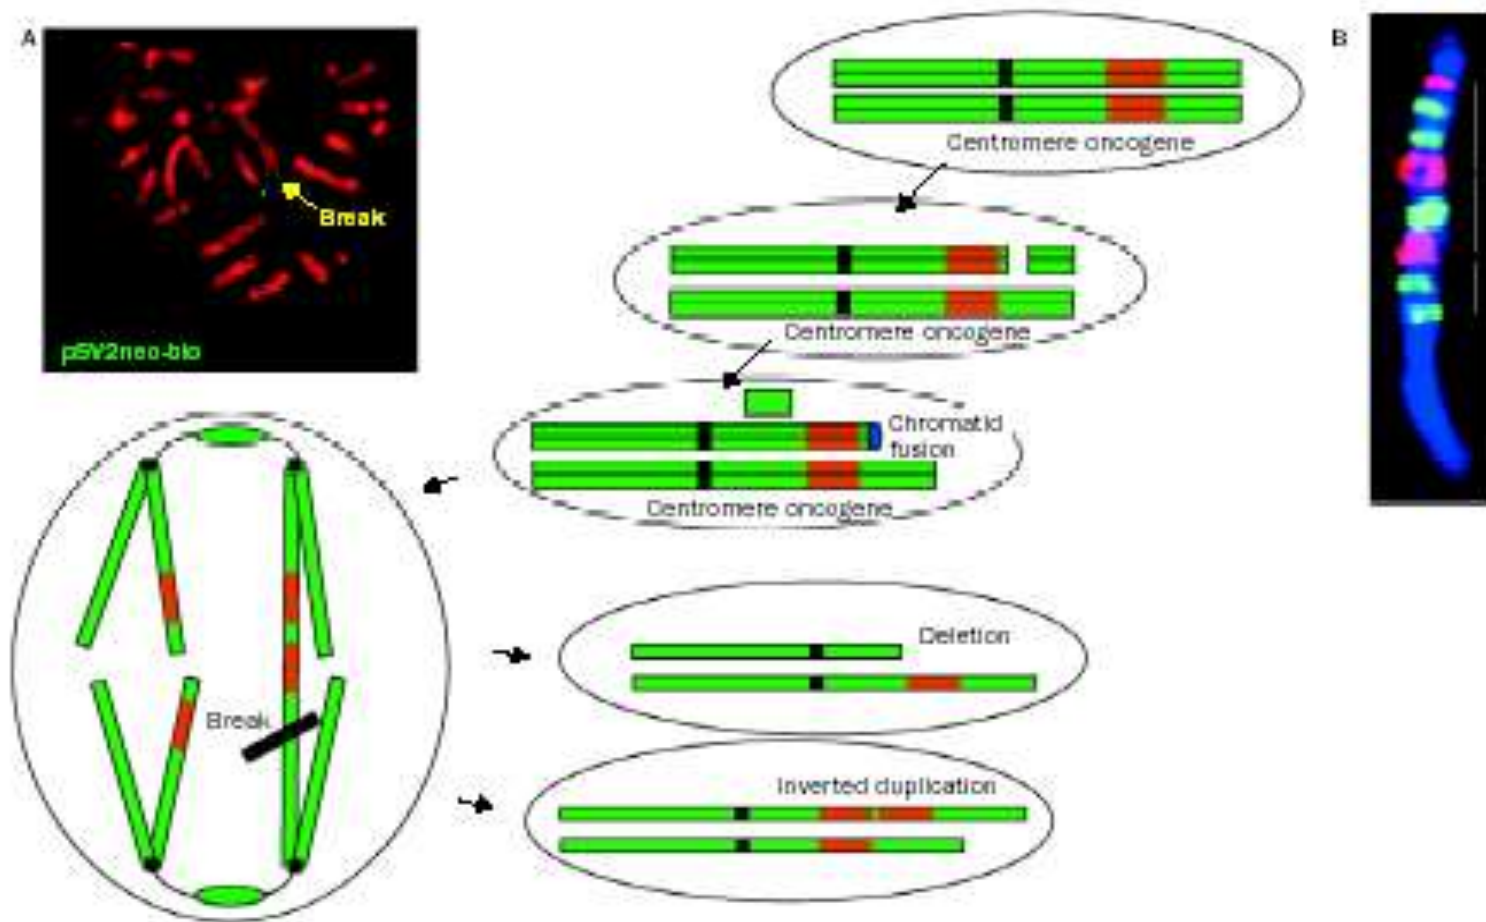 A
Break
pSV2neo-bio
Centromere oncogene
Centromere oncogene
Chromatid
fusion
Centromere oncogene
Break
Deletion
Inverted duplication
B